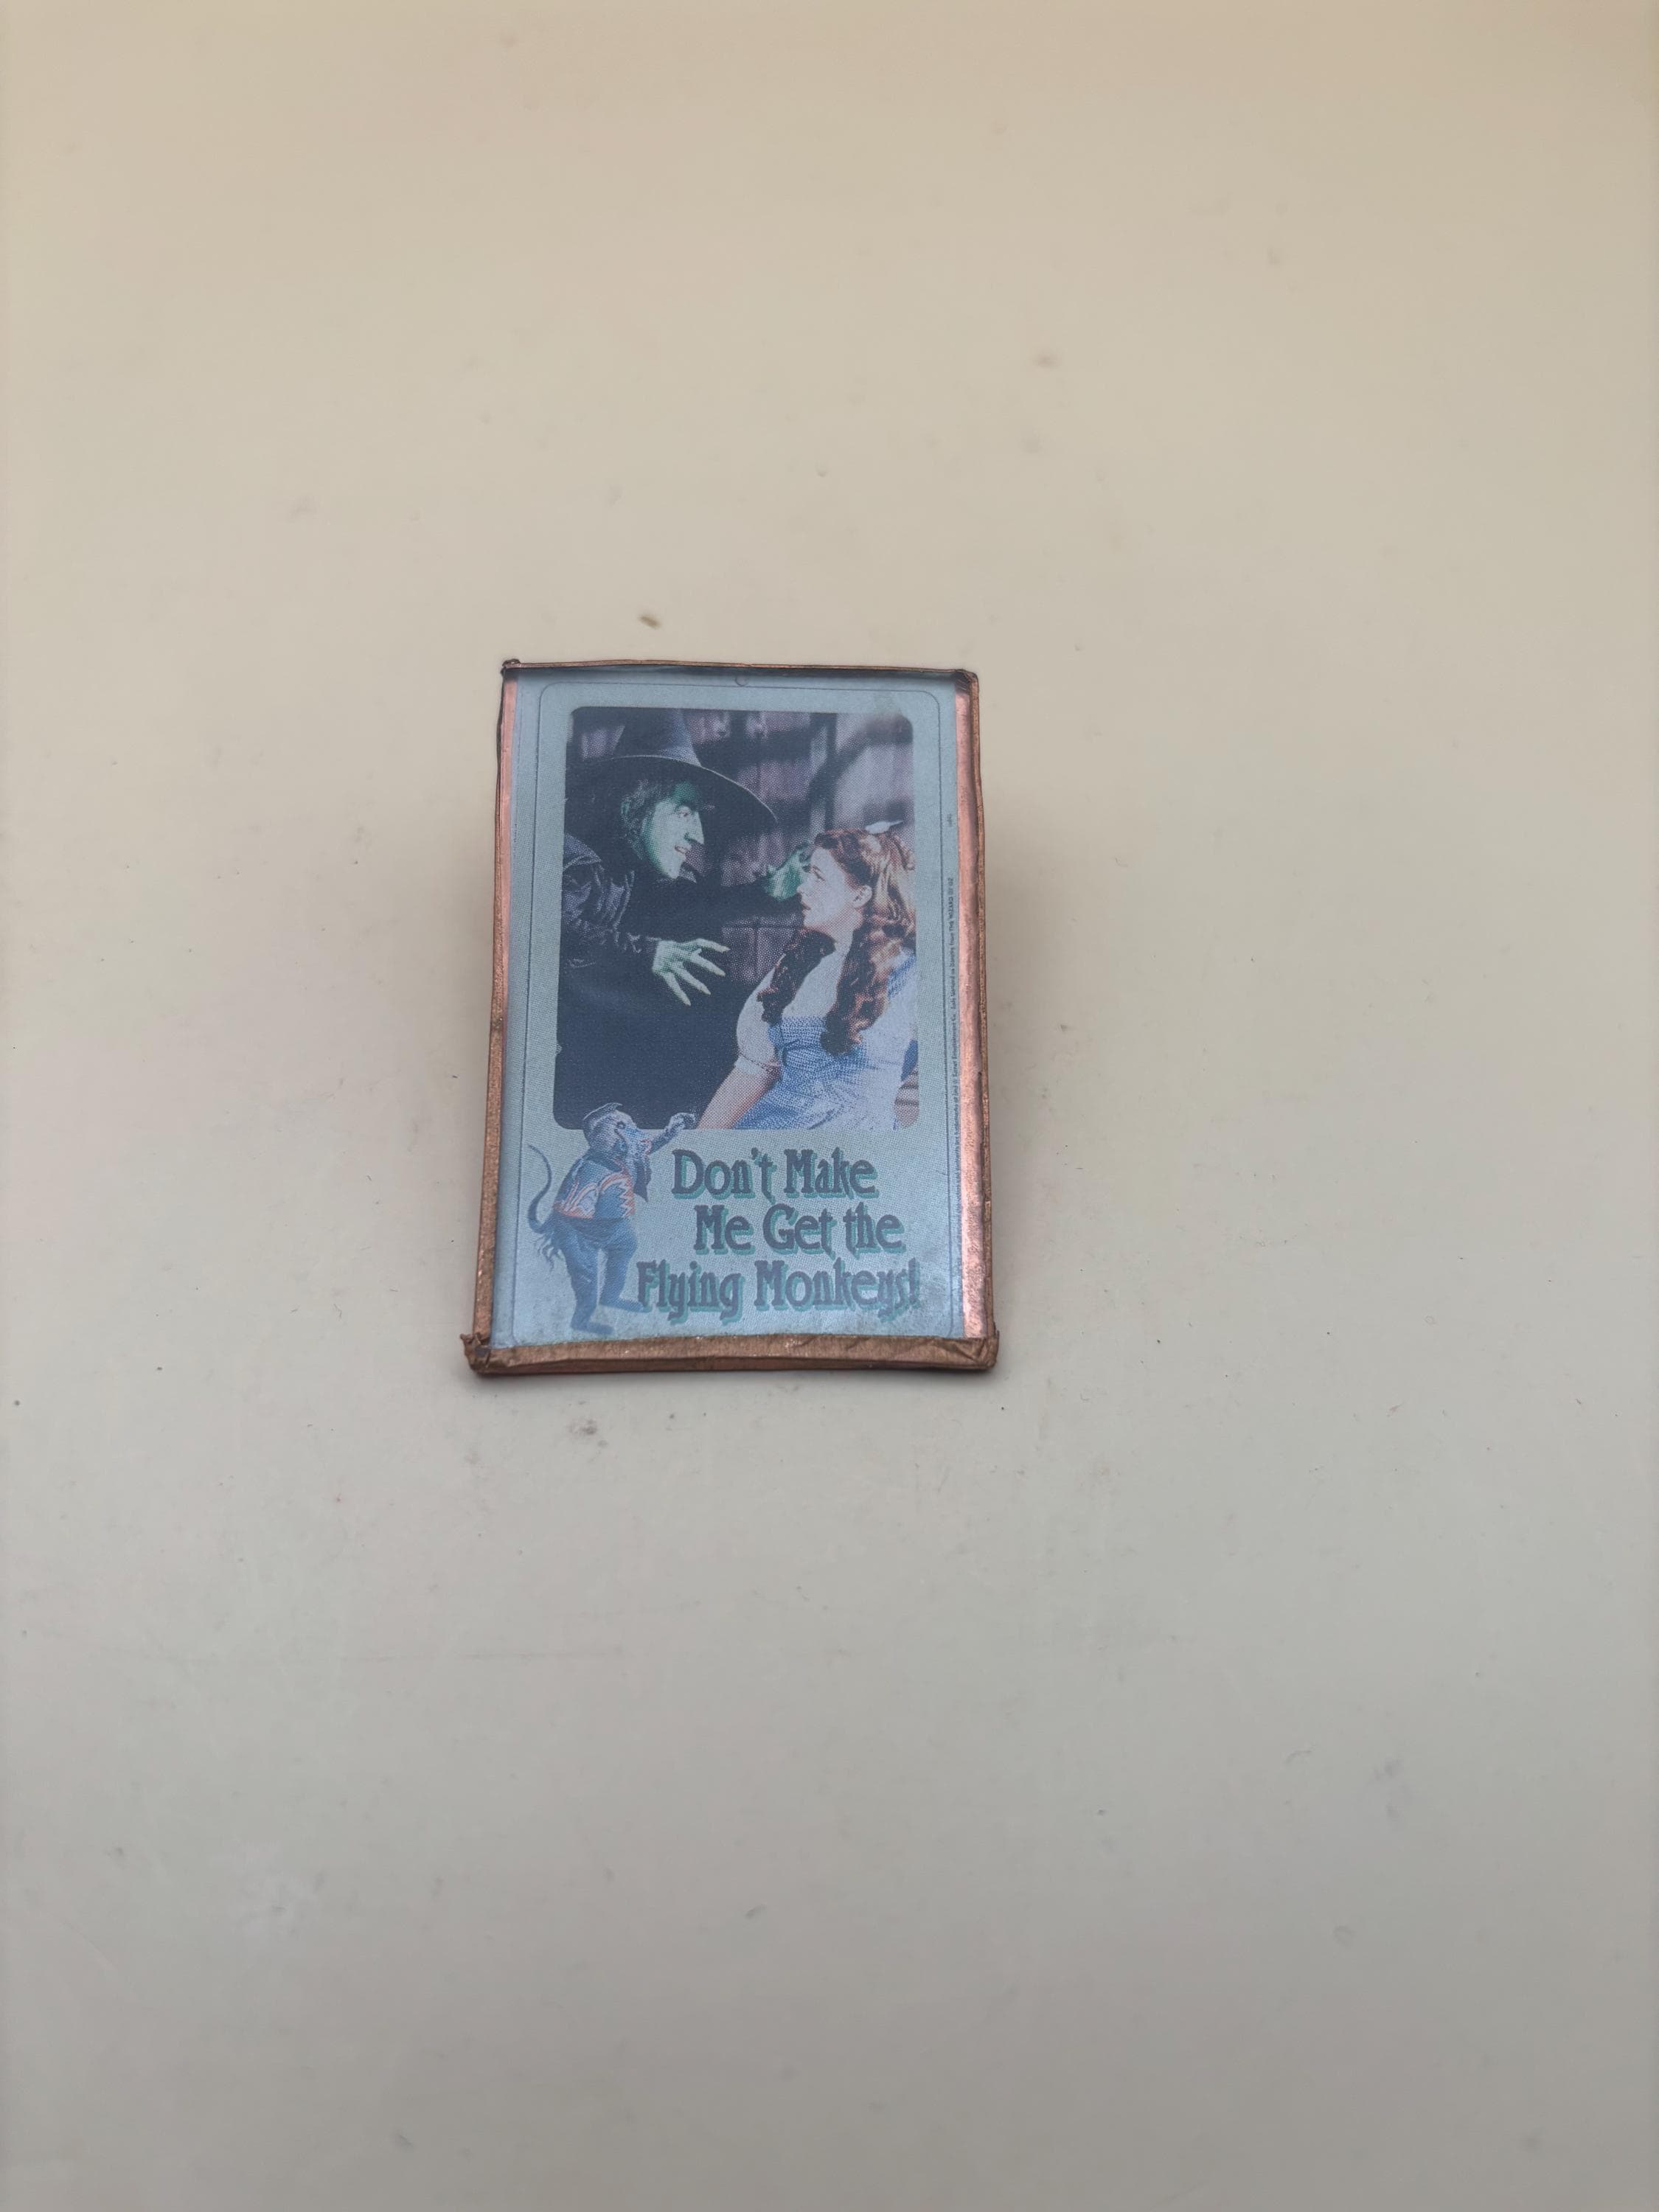 Don't Make
Me Get the
Flying Monkeys!